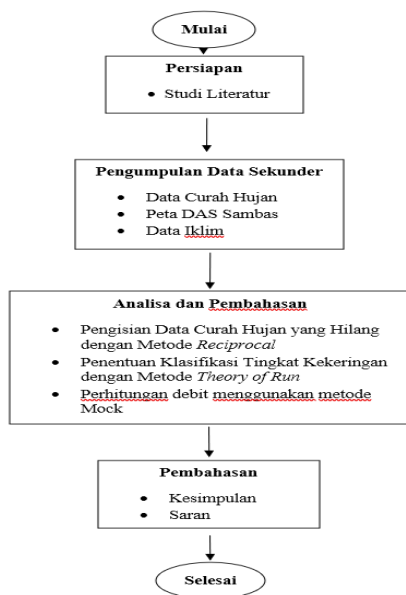 Mulai
Persiapan
• Studi Literatur
Pengumpulan Data Sekunder
• Data Curah Hujan
• Peta DAS Sambas
• Data Iklim
Analisa dan Pembahasan
• Pengisian Data Curah Hujan yang Hilang
dengan Metode Reciprocal
• Penentuan Klasifikasi Tingkat Kekeringan
dengan Metode Theory of Run
• Perhitungan debit menggunakan metode
Mock
Pembahasan
• Kesimpulan
• Saran
Selesai